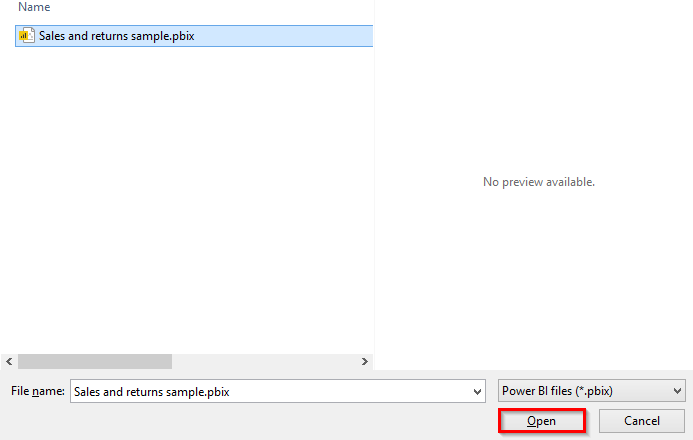 Name
Sales and returns sample.pbix
No preview available.
File name: Sales and returns sample.pbix Power BI files (*.pbix)
Open Cancel